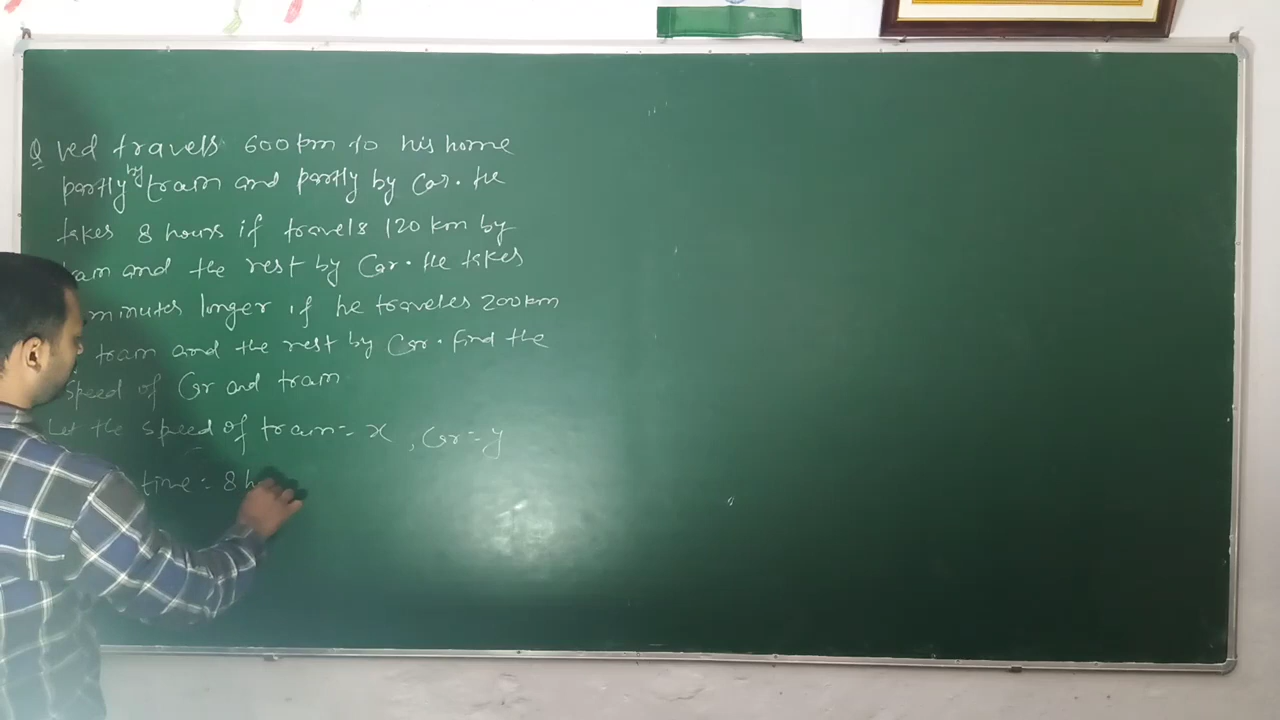 Q Ved travels 600 km to his home
partly by train and partly by Car. He
takes 8 hours if travels 120 km by
and the rest by Car. He takes
minutes longer if he traveles 200 km
train and the rest by Car. Find the
speed of Car and train
Let the speed of train = x , Car = y
time = 8 h